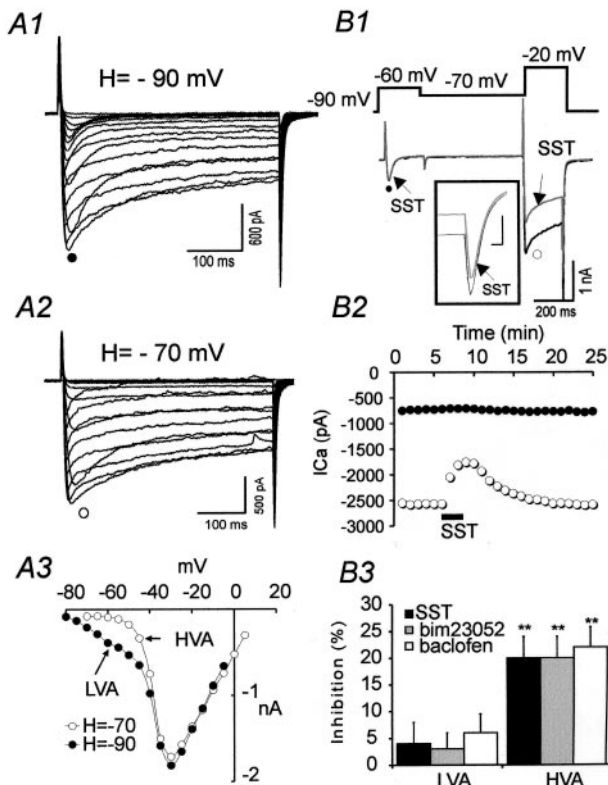 A1
H= - 90 mV
600 pA
100 ms
A2
H= - 70 mV
500 pA
100 ms
A3
mV
-80 -60 -40 -20 0 20
HVA
LVA
-1
nA
-2
H=-70
H=-90
B1
-90 mV
-60 mV
-70 mV
-20 mV
SST
SST
SST
1 nA
200 ms
B2
Time (min)
0 5 10 15 20 25
0
-500
-1000
-1500
-2000
-2500
-3000
ICa (pA)
SST
B3
Inhibition (%)
30
25
20
15
10
5
0
SST
bim23052
baclofen
** ** **
LVA HVA